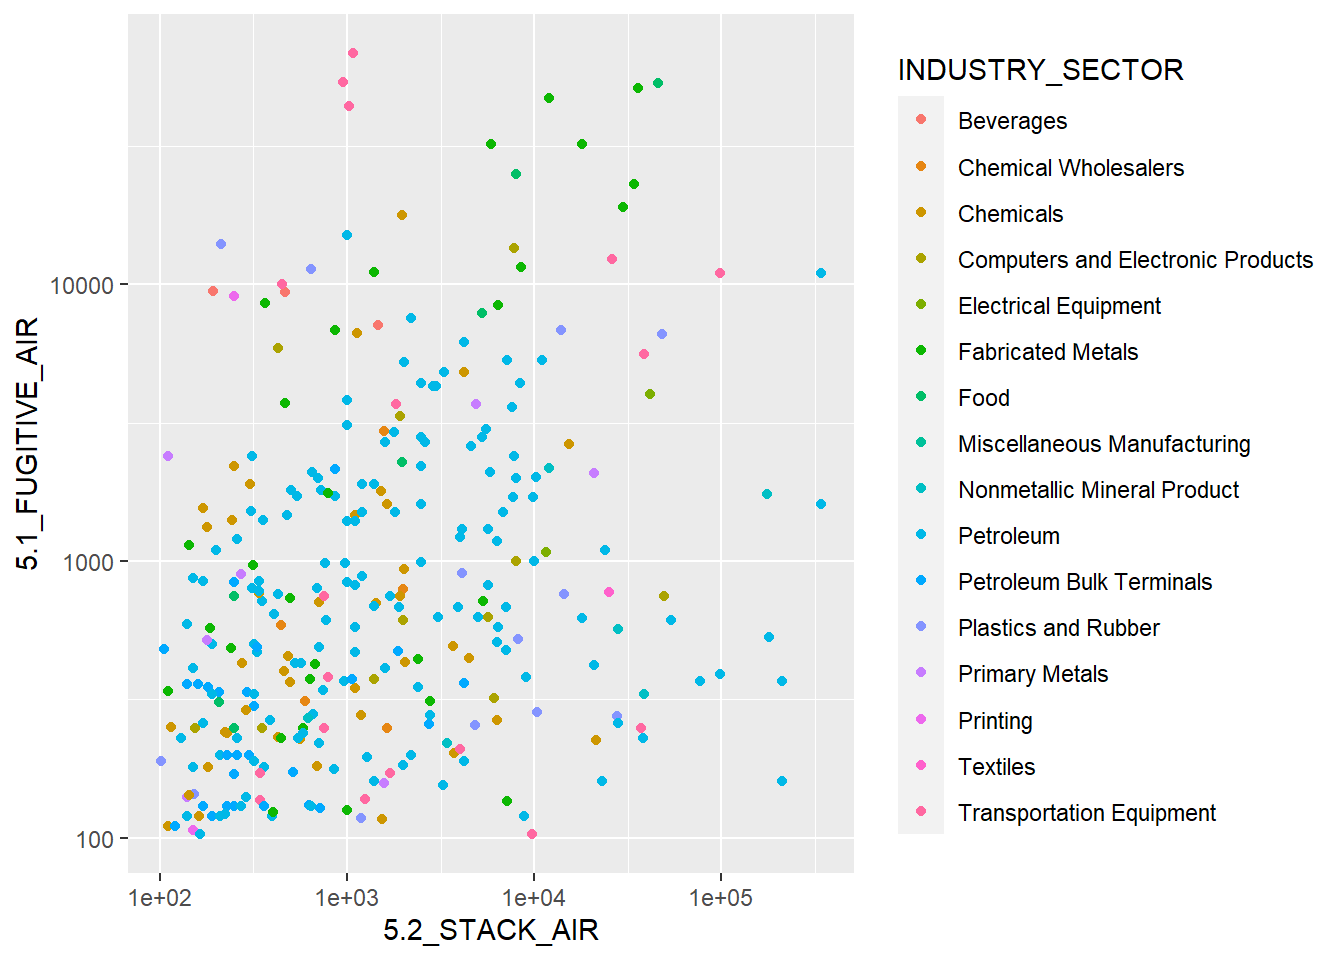 INDUSTRY_SECTOR
Beverages
Chemical Wholesalers
Chemicals
Computers and Electronic Products
Electrical Equipment
Fabricated Metals
Food
Miscellaneous Manufacturing
Nonmetallic Mineral Product
Petroleum
Petroleum Bulk Terminals
Plastics and Rubber
Primary Metals
Printing
Textiles
Transportation Equipment
5.1_FUGITIVE_AIR
10000
1000
100
1e+02 1e+03 1e+04 1e+05
5.2_STACK_AIR